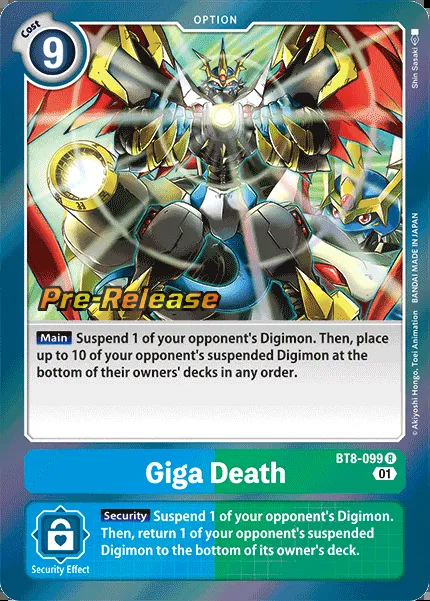 OPTION
Cost
9
Shin Sasaki
Pre-Release
Main Suspend 1 of your opponent's Digimon. Then, place
up to 10 of your opponent's suspended Digimon at the
bottom of their owners' decks in any order.
© Akiyoshi Hongo, Toei Animation BANDAI MADE IN JAPAN
BT8-099 R
Giga Death
01
Security Suspend 1 of your opponent's Digimon.
Then, return 1 of your opponent's suspended
Digimon to the bottom of its owner's deck.
Security Effect